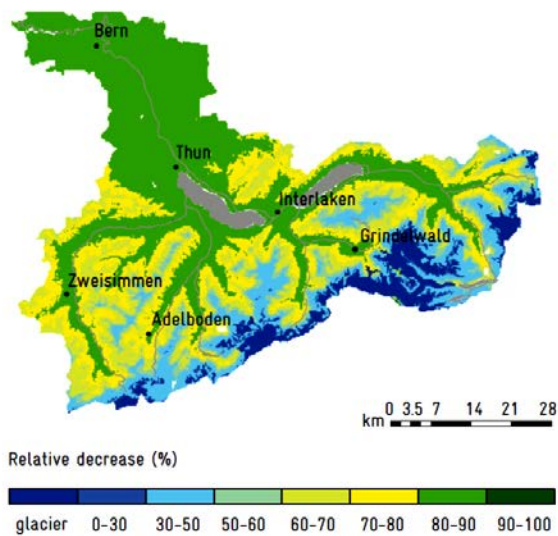 Bern
Thun
Interlaken
Grindelwald
Zweisimmen
Adelboden
km 0 3.5 7 14 21 28
Relative decrease (%)
glacier 0-30 30-50 50-60 60-70 70-80 80-90 90-100